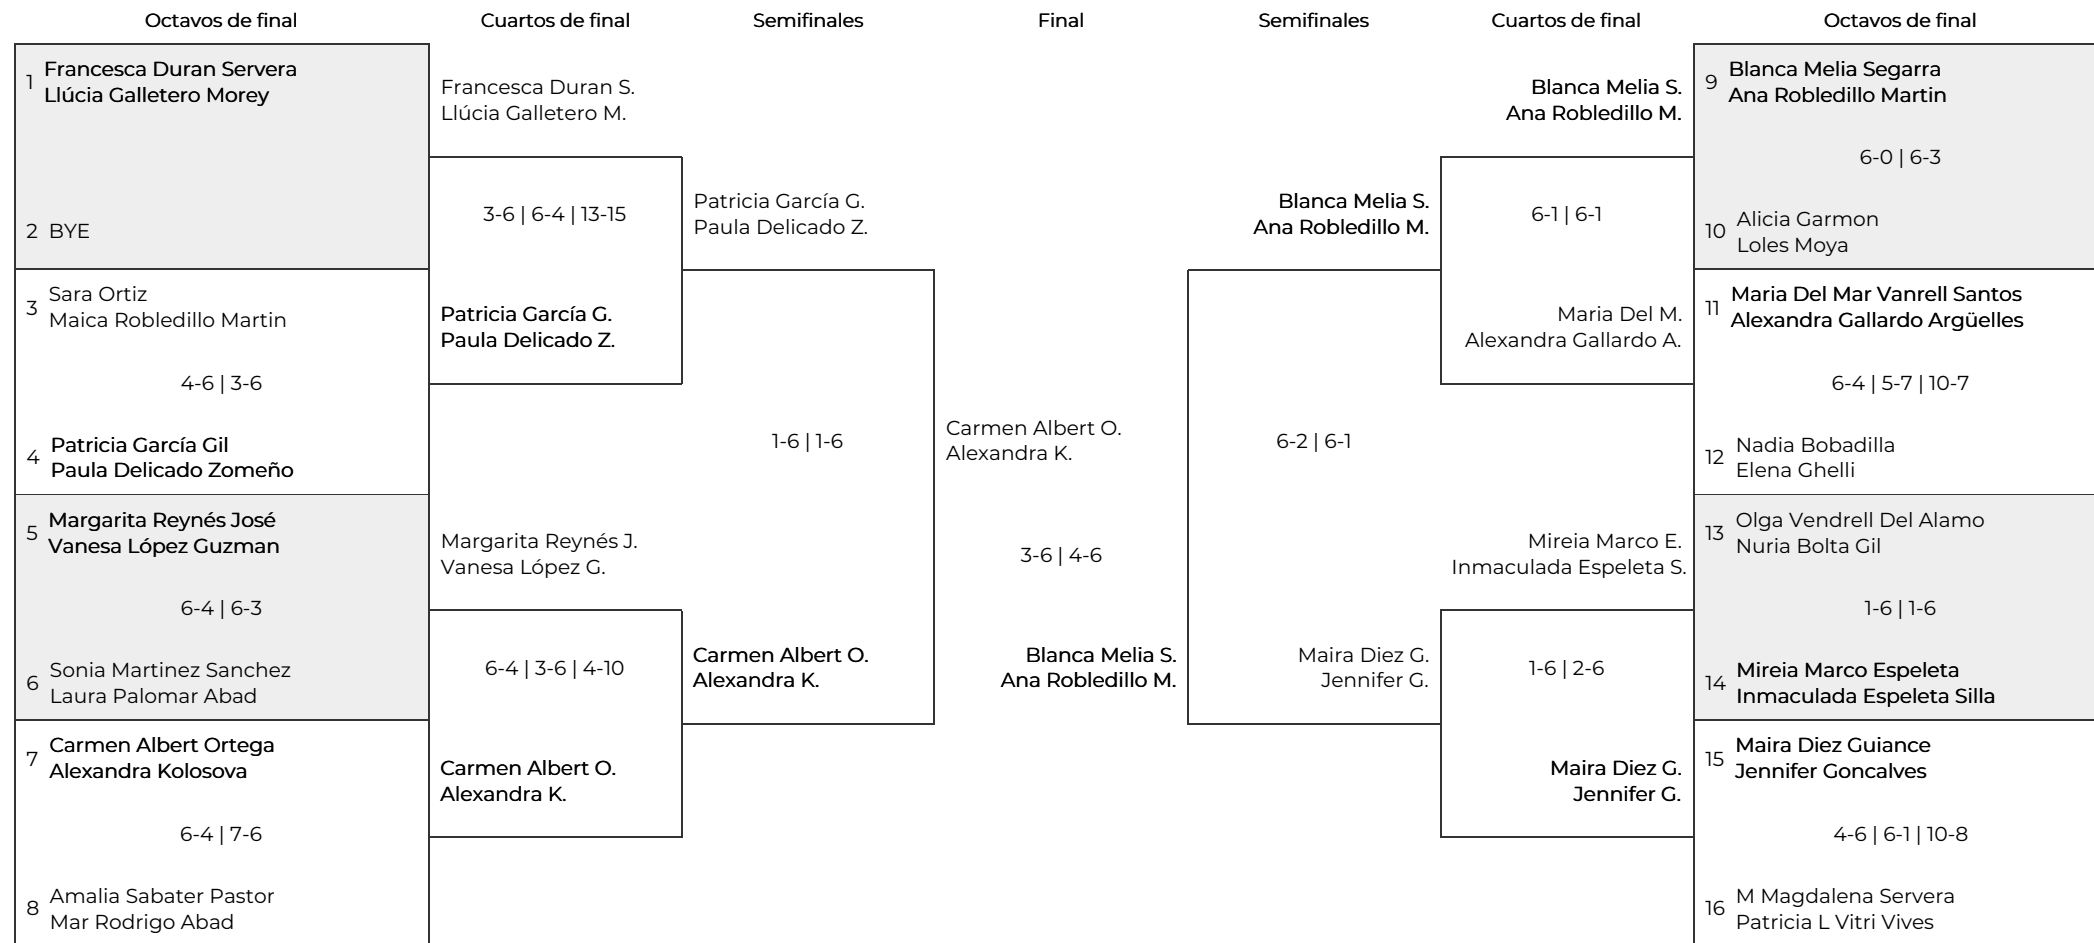 Octavos de final
Cuartos de final
Semifinales
Final
Semifinales
Cuartos de final
Octavos de final
1
Francesca Duran Servera
Llúcia Galletero Morey
2 BYE
3
Sara Ortiz
Maica Robledillo Martin
4-6 | 3-6
4
Patricia García Gil
Paula Delicado Zomeño
5
Margarita Reynés José
Vanesa López Guzman
6-4 | 6-3
6
Sonia Martinez Sanchez
Laura Palomar Abad
7
Carmen Albert Ortega
Alexandra Kolosova
6-4 | 7-6
8
Amalia Sabater Pastor
Mar Rodrigo Abad
Francesca Duran S.
Llúcia Galletero M.
3-6 | 6-4 | 13-15
Patricia García G.
Paula Delicado Z.
Margarita Reynés J.
Vanesa López G.
6-4 | 3-6 | 4-10
Carmen Albert O.
Alexandra K.
Patricia García G.
Paula Delicado Z.
1-6 | 1-6
Carmen Albert O.
Alexandra K.
Carmen Albert O.
Alexandra K.
3-6 | 4-6
Blanca Melia S.
Ana Robledillo M.
Blanca Melia S.
Ana Robledillo M.
6-2 | 6-1
Maira Diez G.
Jennifer G.
Blanca Melia S.
Ana Robledillo M.
6-1 | 6-1
Maria Del M.
Alexandra Gallardo A.
Mireia Marco E.
Inmaculada Espeleta S.
1-6 | 2-6
Maira Diez G.
Jennifer G.
9
Blanca Melia Segarra
Ana Robledillo Martin
6-0 | 6-3
10
Alicia Garmon
Loles Moya
11
Maria Del Mar Vanrell Santos
Alexandra Gallardo Argüelles
6-4 | 5-7 | 10-7
12
Nadia Bobadilla
Elena Ghelli
13
Olga Vendrell Del Alamo
Nuria Bolta Gil
1-6 | 1-6
14
Mireia Marco Espeleta
Inmaculada Espeleta Silla
15
Maira Diez Guiance
Jennifer Goncalves
4-6 | 6-1 | 10-8
16
M Magdalena Servera
Patricia L Vitri Vives